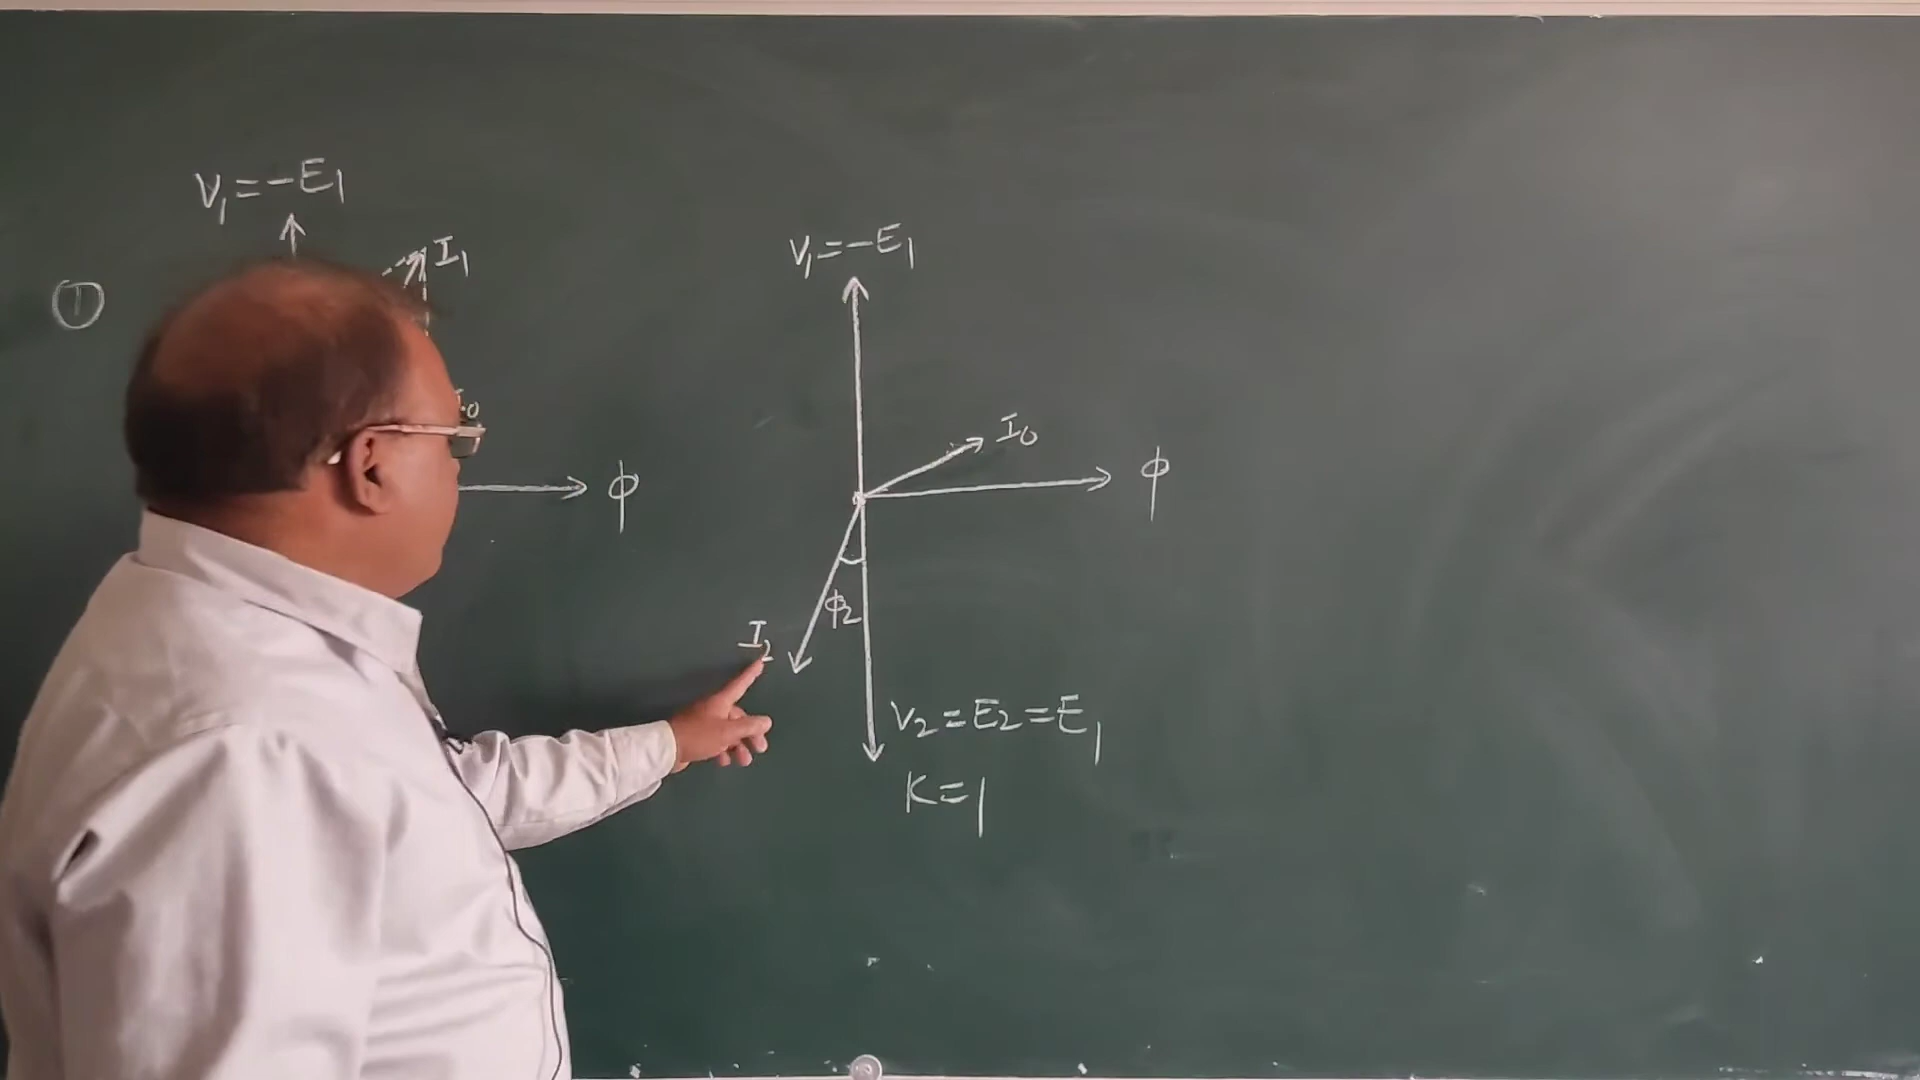 ①
V₁=-E₁
I₁
ϕ
V₁=-E₁
I₀
ϕ
ϕ₂
I₂
V₂=E₂=E₁
K=1